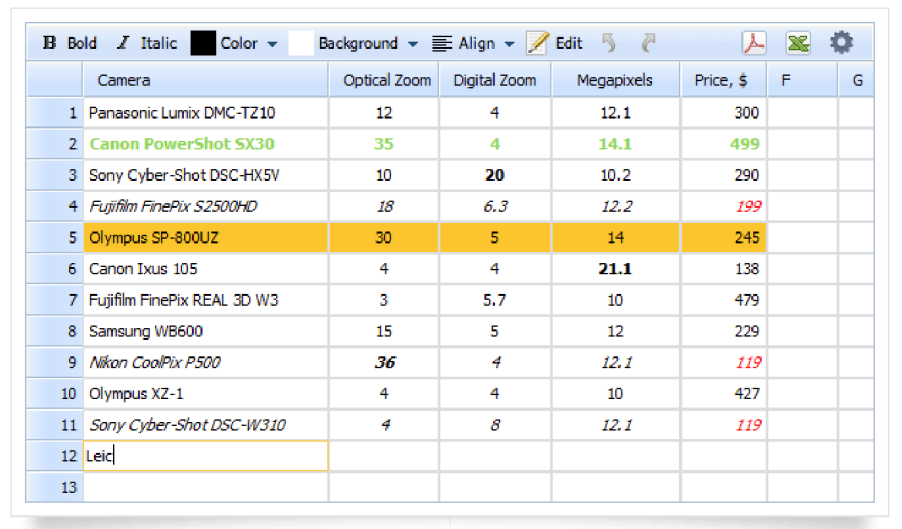 B Bold I Italic Color Background Align Edit
Camera Optical Zoom Digital Zoom Megapixels Price, $ F G
1 Panasonic Lumix DMC-TZ10 12 4 12.1 300
2 Canon PowerShot SX30 35 4 14.1 499
3 Sony Cyber-Shot DSC-HX5V 10 20 10.2 290
4 Fujifilm FinePix S2500HD 18 6.3 12.2 199
5 Olympus SP-800UZ 30 5 14 245
6 Canon Ixus 105 4 4 21.1 138
7 Fujifilm FinePix REAL 3D W3 3 5.7 10 479
8 Samsung WB600 15 5 12 229
9 Nikon CoolPix P500 36 4 12.1 119
10 Olympus XZ-1 4 4 10 427
11 Sony Cyber-Shot DSC-W310 4 8 12.1 119
12 Leic
13